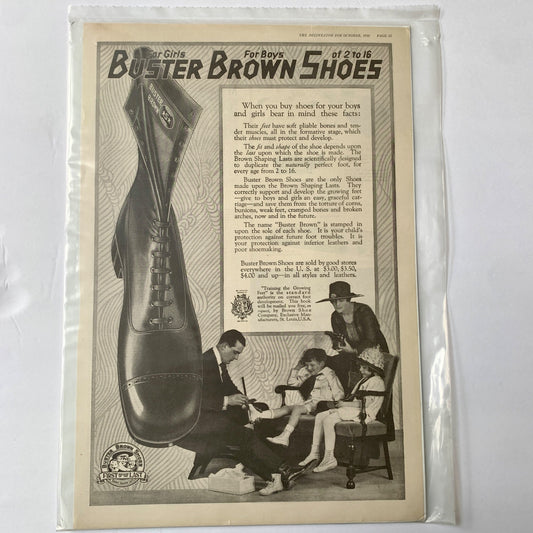 THE DELINEATOR FOR OCTOBER, 1918
For Girls For Boys of 2 to 16
BUSTER BROWN SHOES
When you buy shoes for your boys
and girls bear in mind these facts:
Their feet have soft pliable bones and ten-
der muscles, all in the formative stage, which
their shoes must protect and develop.
The fit and shape of the shoe depends upon
the last upon which the shoe is made. The
Brown Shaping Lasts are scientifically designed
to duplicate the naturally perfect foot, for
every age from 2 to 16.
Buster Brown Shoes are the only Shoes
made upon the Brown Shaping Lasts. They
correctly support and develop the growing feet
—give to boys and girls an easy, graceful car-
riage—and save them from the torture of corns,
bunions, weak feet, cramped bones and broken
arches, now and in the future.
The name "Buster Brown" is stamped in
upon the sole of each shoe. It is your child's
protection against future foot troubles. It is
your protection against inferior leathers and
poor shoemaking.
Buster Brown Shoes are sold by good stores
everywhere in the U. S. at $3.00, $3.50,
$4.00 and up—in all styles and leathers.
"Training the Growing
Feet" is the standard
authority on correct foot
development. This book
will be mailed you free, on
request, by Brown Shoe
Company, Exclusive Man-
ufacturers, St. Louis, U.S.A.
BUSTER BROWN SHOES
FIRST LAST